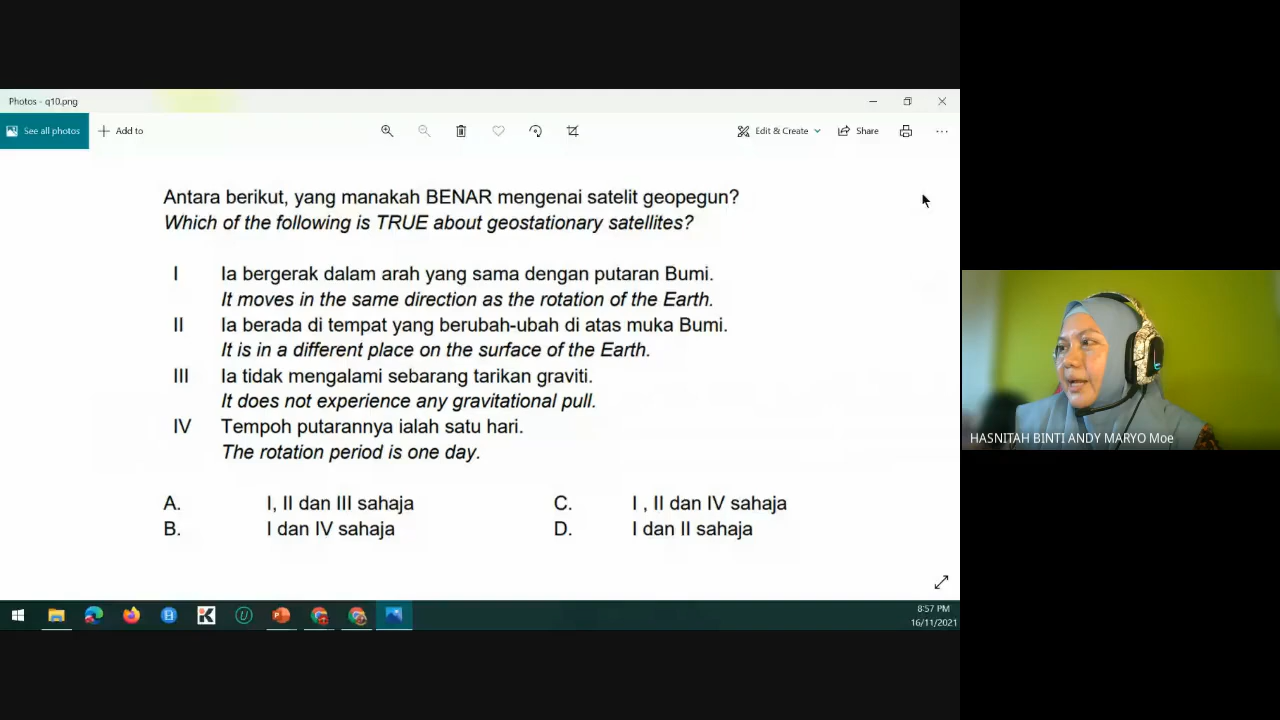 Photos - q10.png
See all photos
Add to
Edit & Create
Share
Antara berikut, yang manakah BENAR mengenai satelit geopegun?
Which of the following is TRUE about geostationary satellites?
I Ia bergerak dalam arah yang sama dengan putaran Bumi.
It moves in the same direction as the rotation of the Earth.
II Ia berada di tempat yang berubah-ubah di atas muka Bumi.
It is in a different place on the surface of the Earth.
III Ia tidak mengalami sebarang tarikan graviti.
It does not experience any gravitational pull.
IV Tempoh putarannya ialah satu hari.
The rotation period is one day.
A. I, II dan III sahaja C. I , II dan IV sahaja
B. I dan IV sahaja D. I dan II sahaja
HASNITAH BINTI ANDY MARYO Moe
8:57 PM
16/11/2021